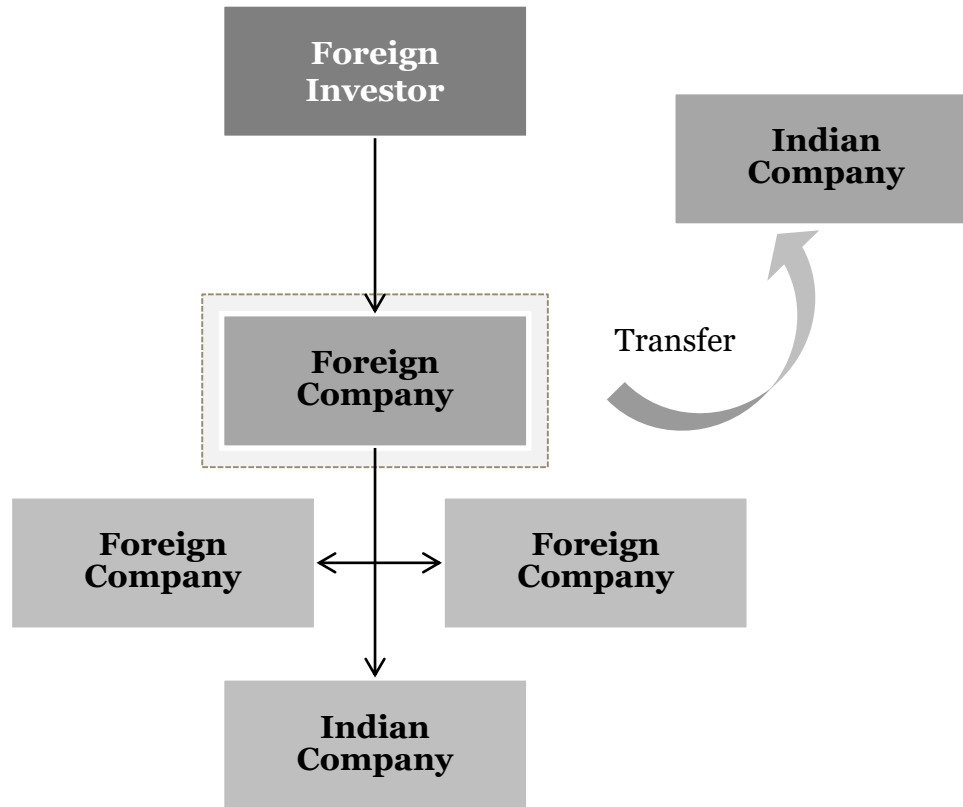 Foreign
Investor
Indian
Company
Transfer
Foreign
Company
Foreign
Company
Foreign
Company
Indian
Company